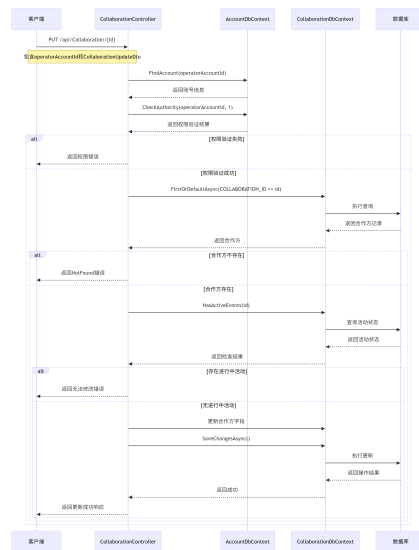 客户端
CollaborationController
AccountDbContext
CollaborationDbContext
数据库
PUT /api/Collaboration/{id}
包含operatorAccountId和CollaborationUpdateDto
FindAccount(operatorAccountId)
返回账号信息
CheckAuthority(operatorAccountId, 1)
返回权限验证结果
alt
[权限验证失败]
返回权限错误
[权限验证成功]
FirstOrDefaultAsync(COLLABORATION_ID == id)
执行查询
返回合作方记录
返回合作方
alt
[合作方不存在]
返回NotFound错误
[合作方存在]
HasActiveEvents(id)
查询活动状态
返回活动状态
返回检查结果
alt
[存在进行中活动]
返回无法修改错误
[无进行中活动]
更新合作方字段
SaveChangesAsync()
执行更新
返回操作结果
返回成功
返回更新成功响应
客户端
CollaborationController
AccountDbContext
CollaborationDbContext
数据库